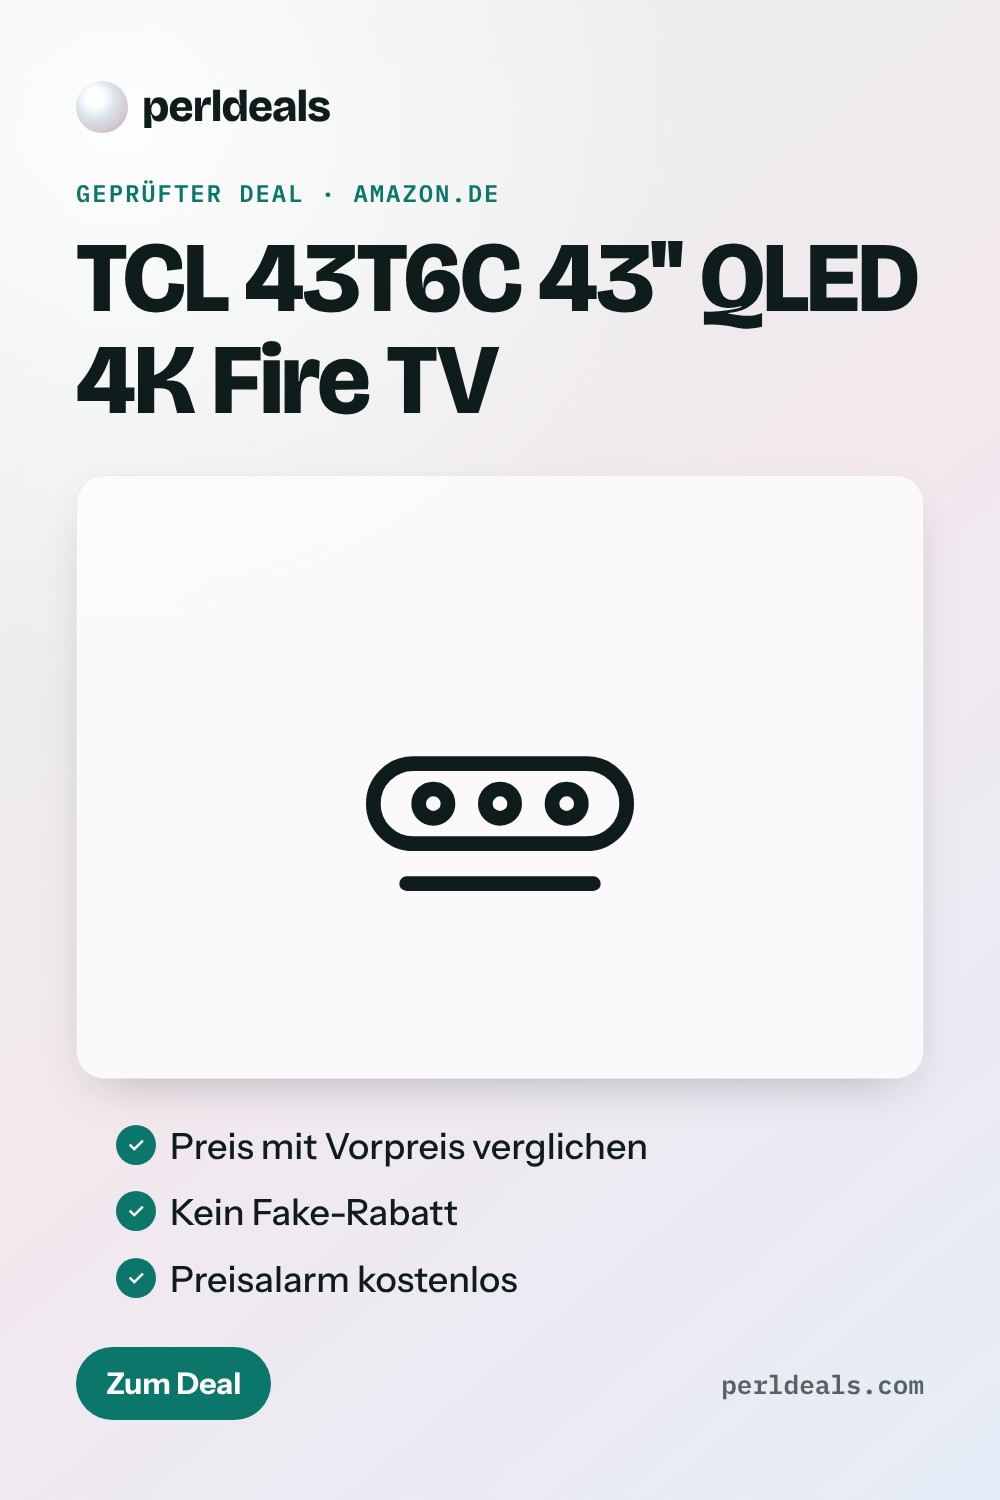 perldeals
GEPRÜFTER DEAL · AMAZON.DE
TCL 43T6C 43" QLED
4K Fire TV
Preis mit Vorpreis verglichen
Kein Fake-Rabatt
Preisalarm kostenlos
Zum Deal
perldeals.com